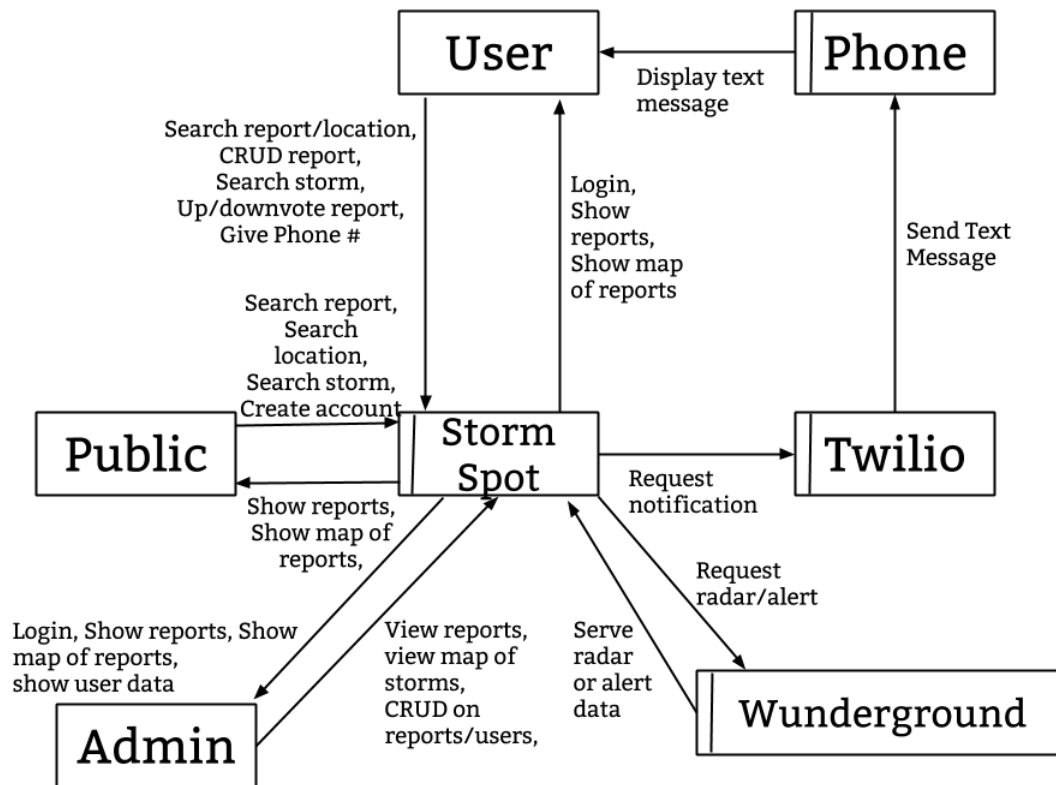 User
Phone
Display text
message
Search report/location,
CRUD report,
Search storm,
Up/downvote report,
Give Phone #
Login,
Show
reports,
Show map
of reports
Send Text
Message
Search report,
Search
location,
Search storm,
Create account
Public
Storm
Spot
Twilio
Show reports,
Show map of
reports,
Request
notification
Request
radar/alert
Login, Show reports, Show
map of reports,
show user data
View reports,
view map of
storms,
CRUD on
reports/users,
Serve
radar
or alert
data
Wunderground
Admin